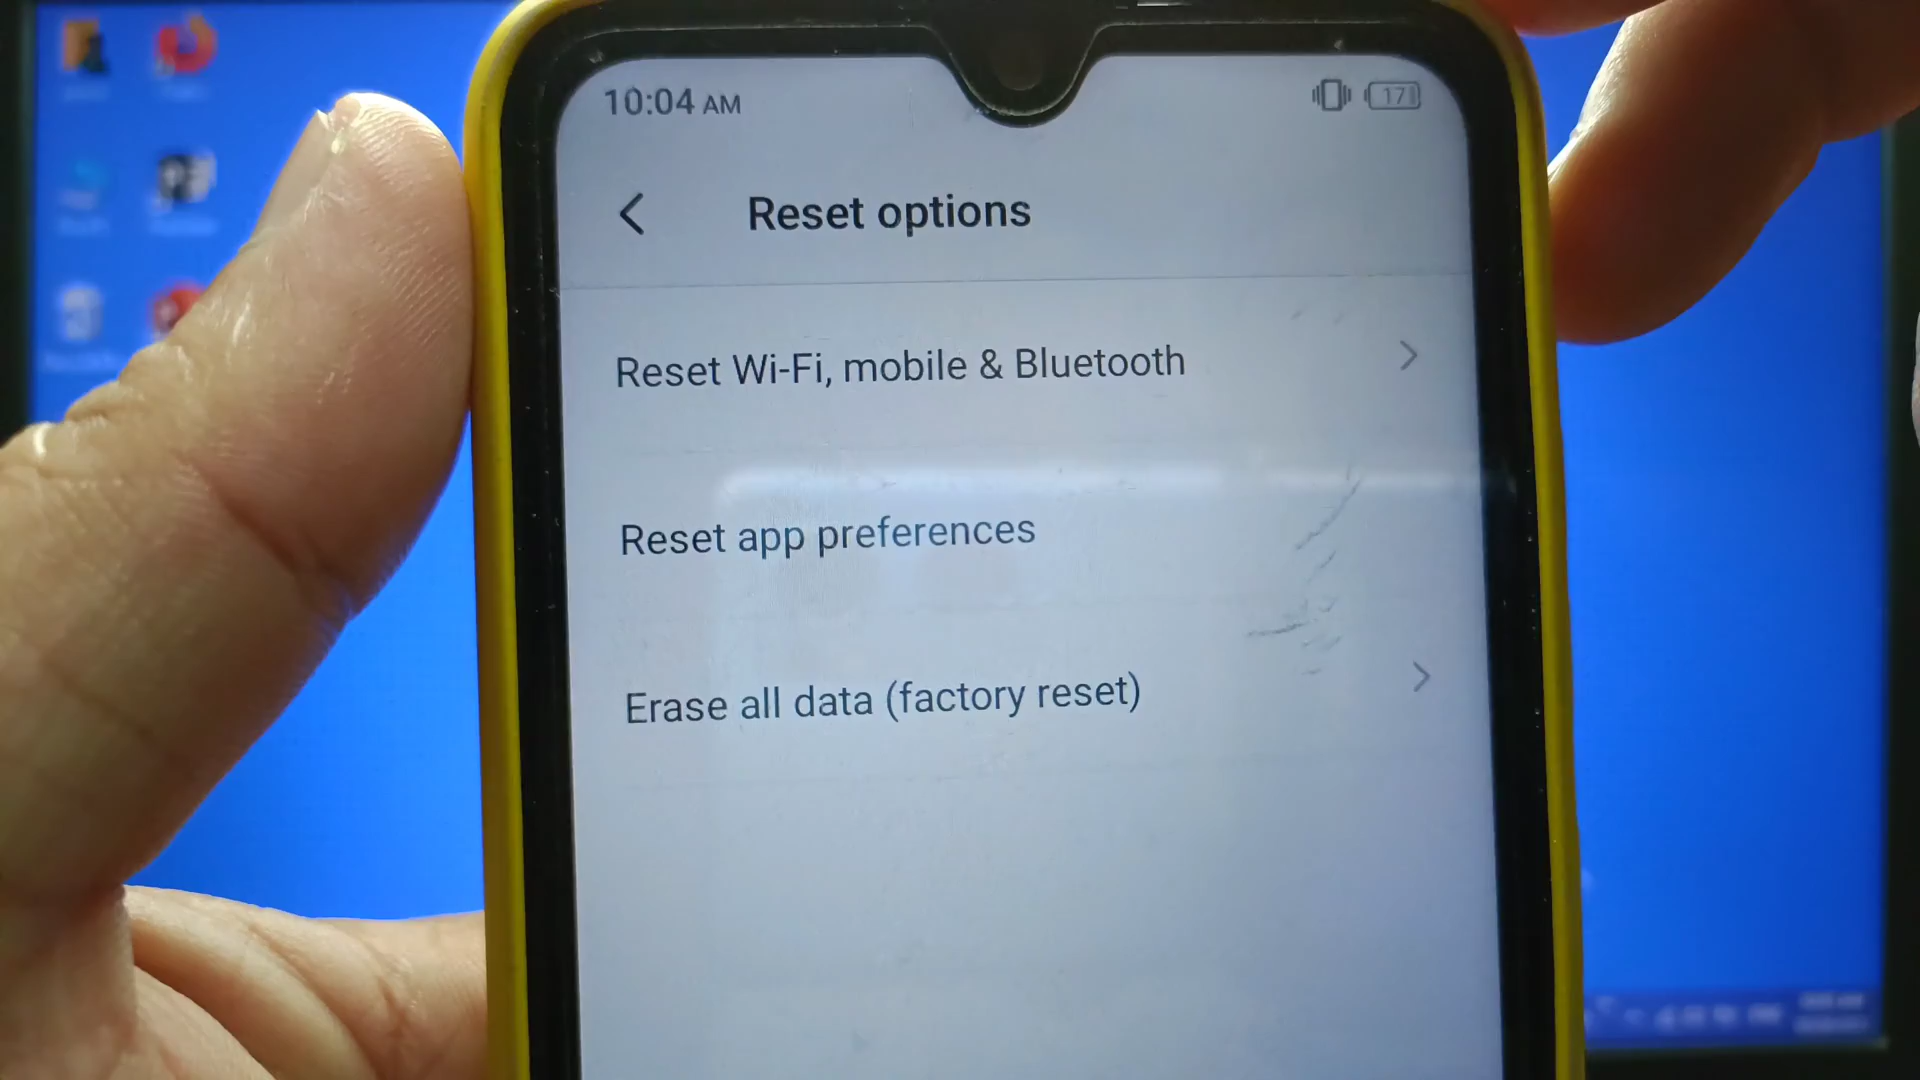 10:04 AM
17
Reset options
Reset Wi-Fi, mobile & Bluetooth
Reset app preferences
Erase all data (factory reset)